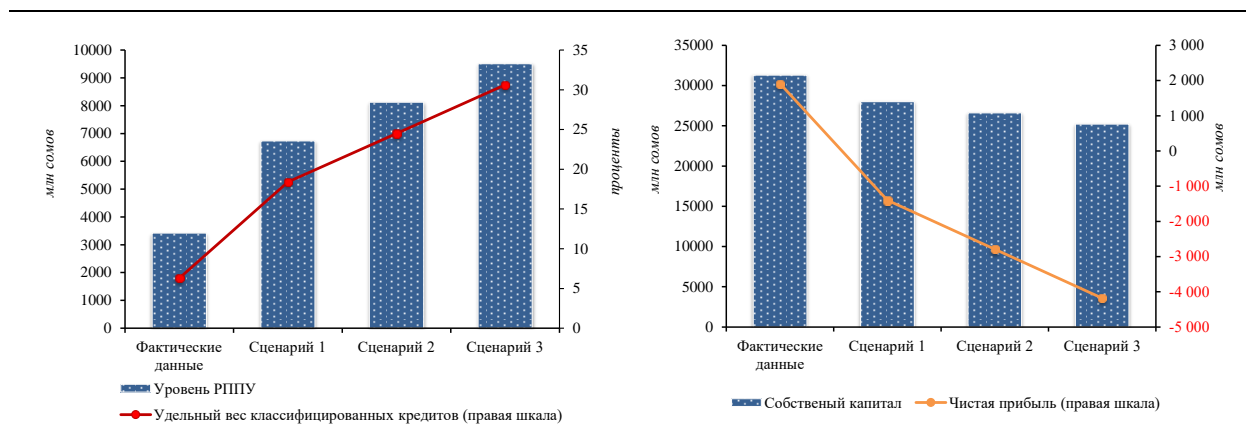 млн сомов
10000
9000
8000
7000
6000
5000
4000
3000
2000
1000
0
35
30
25
20
15
10
5
0
проценты
Фактические
данные
Сценарий 1
Сценарий 2
Сценарий 3
Уровень РППУ
Удельный вес классифицированных кредитов (правая шкала)
млн сомов
35000
30000
25000
20000
15000
10000
5000
0
3 000
2 000
1 000
0
-1 000
-2 000
-3 000
-4 000
-5 000
млн сомов
Фактические
данные
Сценарий 1
Сценарий 2
Сценарий 3
Собственый капитал
Чистая прибыль (правая шкала)